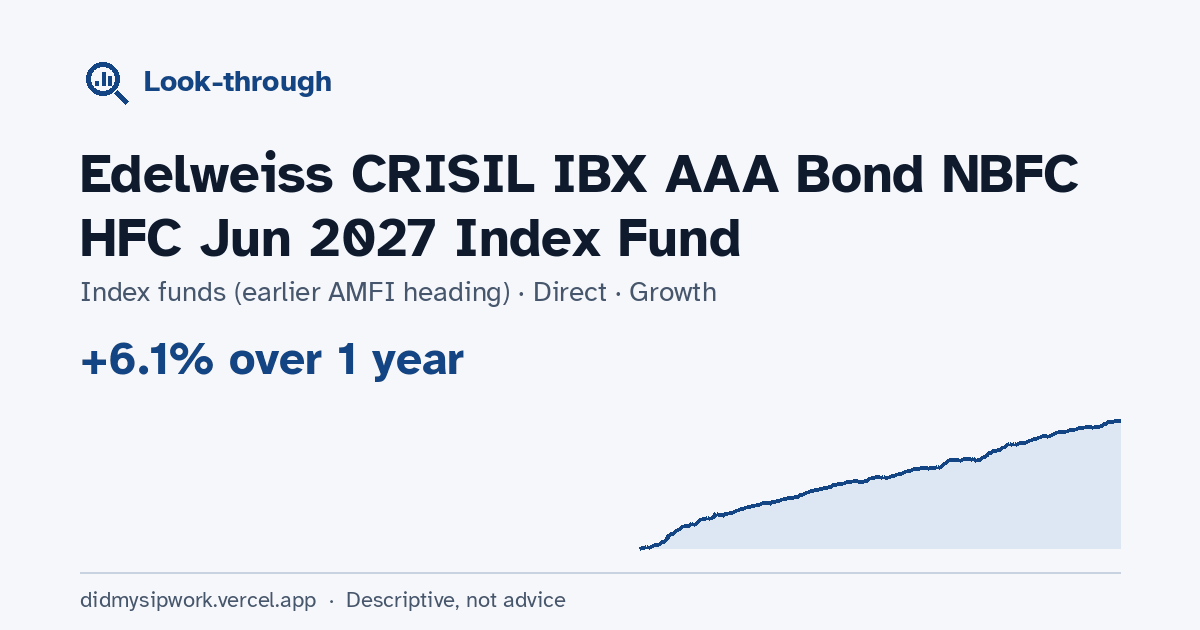 Look-through
Edelweiss CRISIL IBX AAA Bond NBFC
HFC Jun 2027 Index Fund
Index funds (earlier AMFI heading) · Direct · Growth
+6.1% over 1 year
didmysipwork.vercel.app · Descriptive, not advice